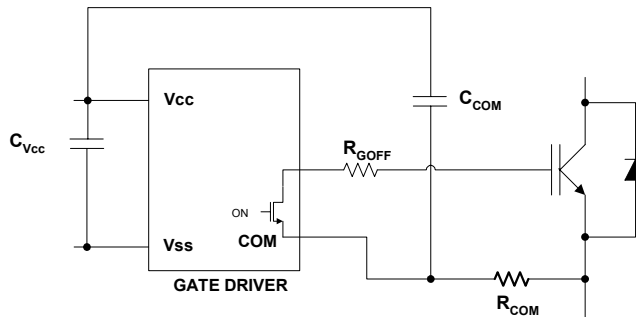 Vcc
C_COM
C_Vcc
R_GOFF
ON
COM
Vss
GATE DRIVER
R_COM